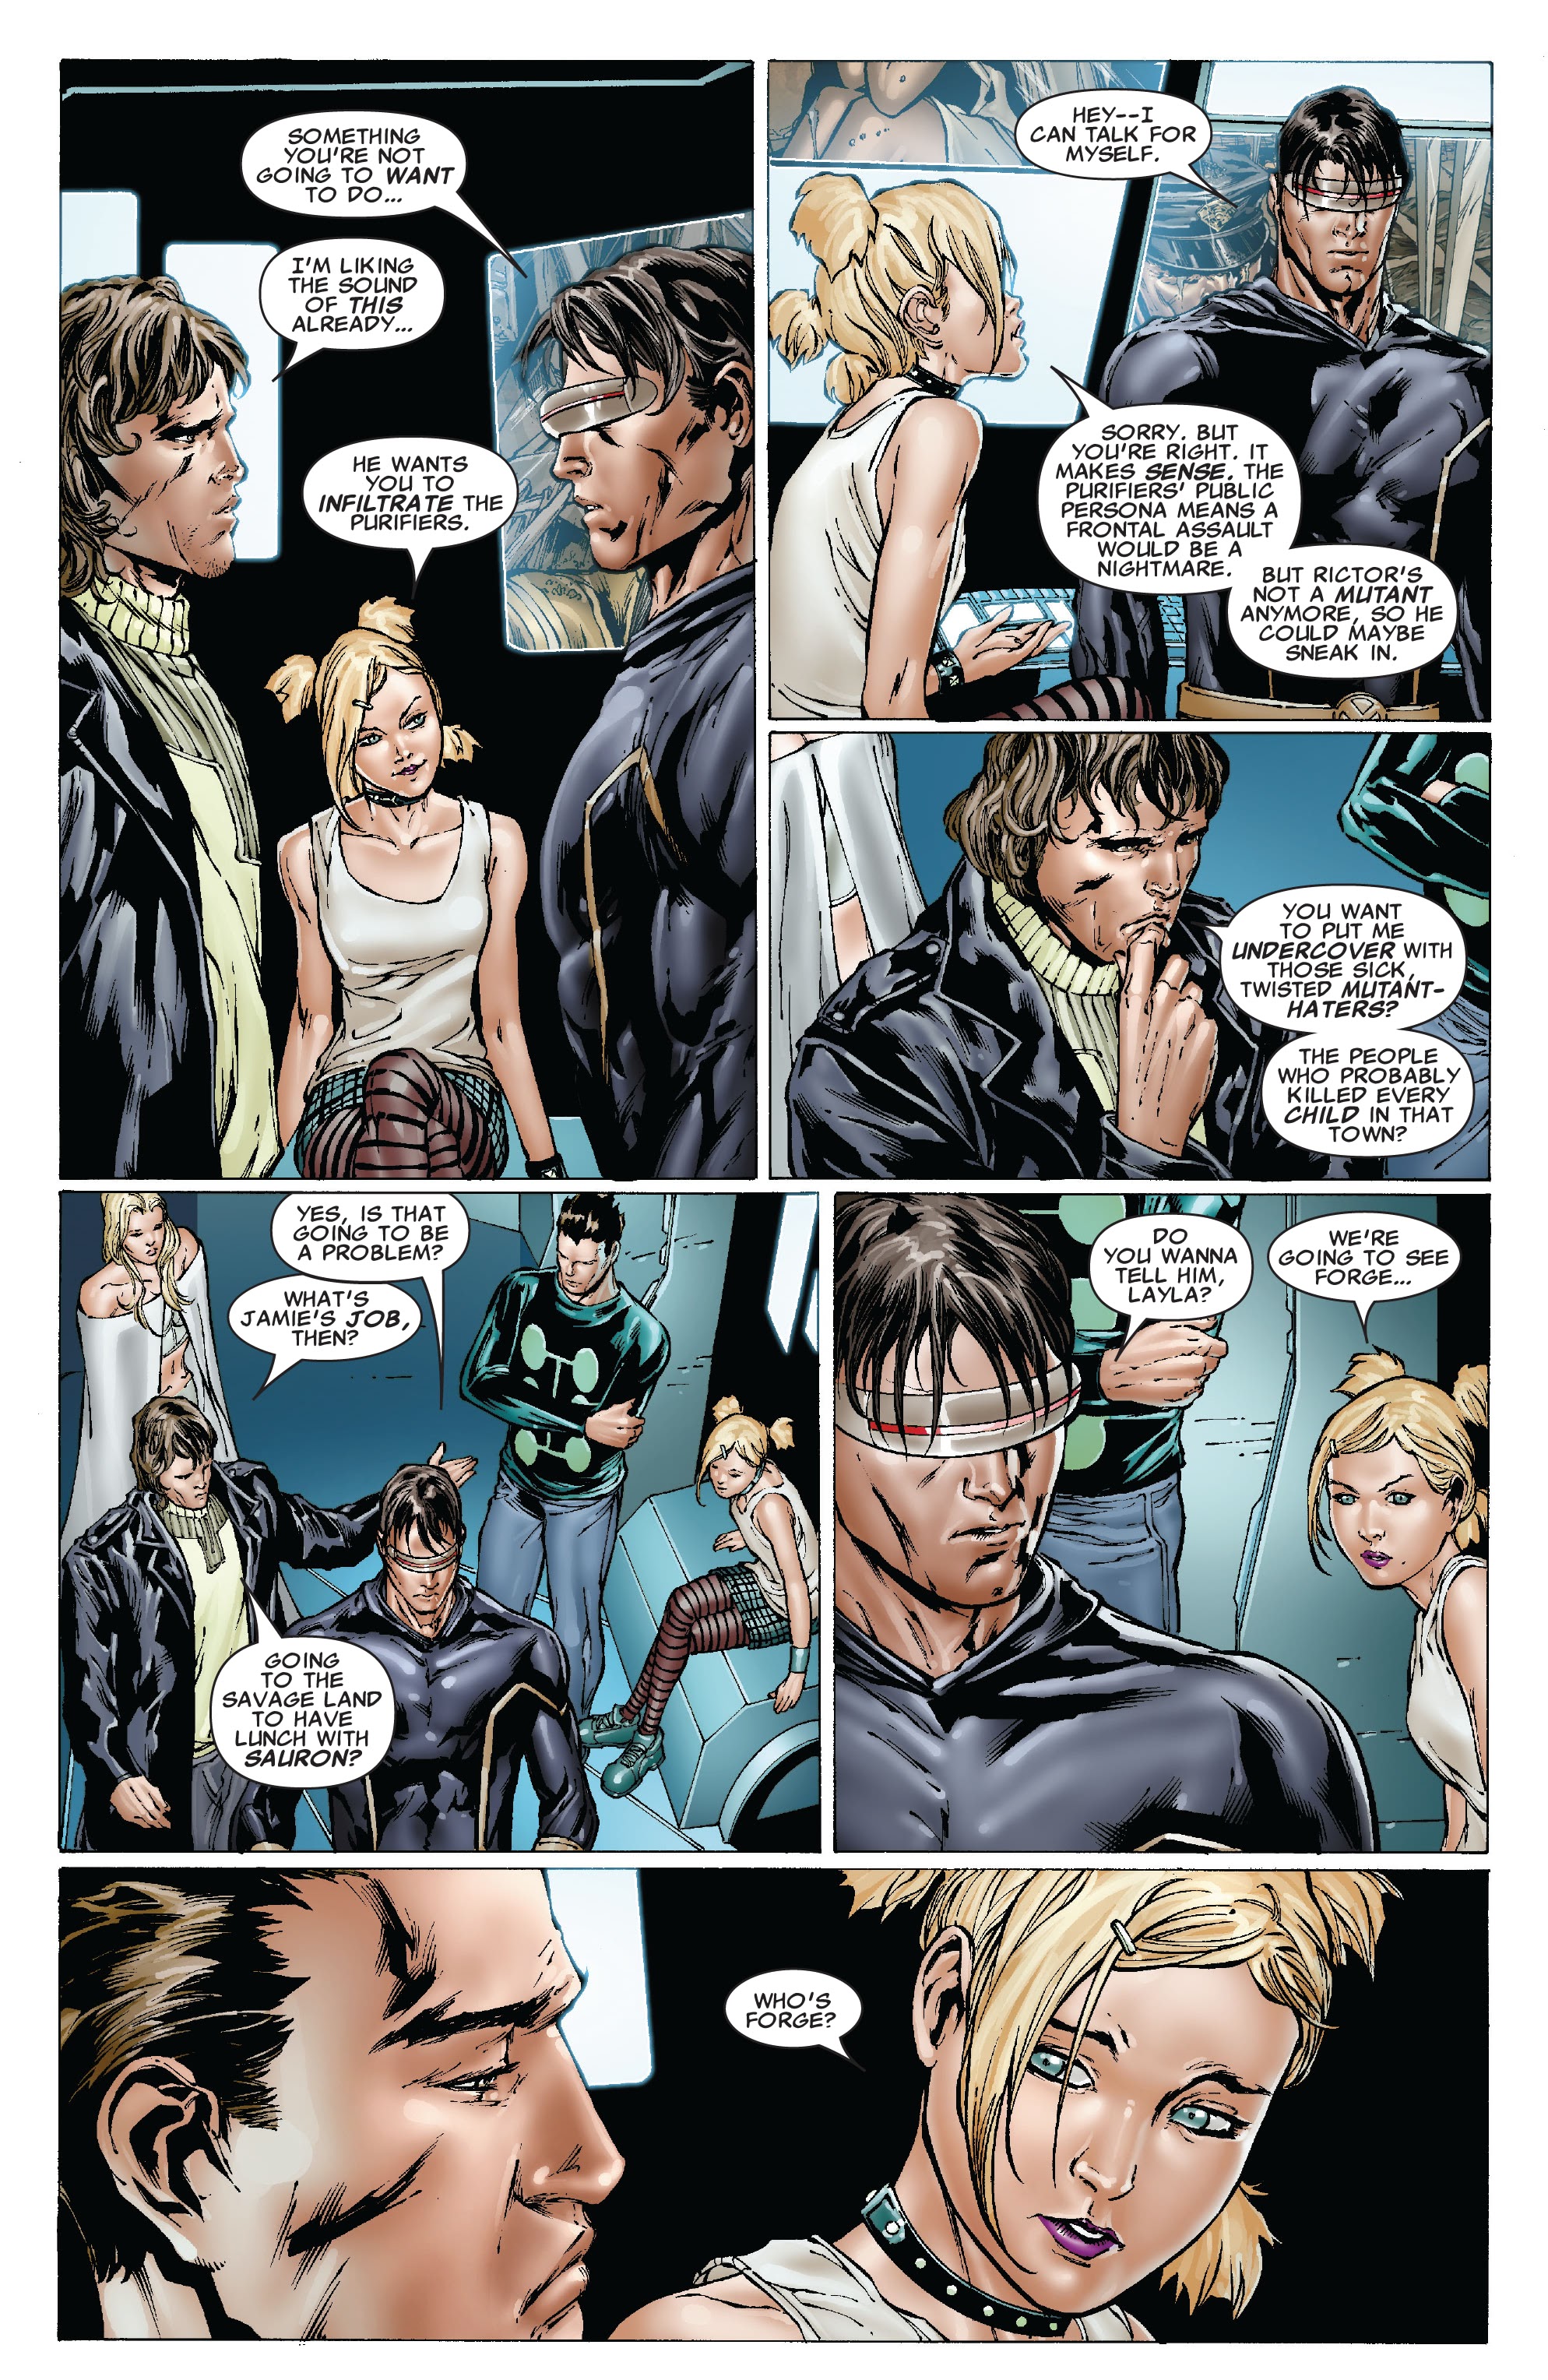 SOMETHING
YOU'RE NOT
GOING TO WANT
TO DO...
I'M LIKING
THE SOUND
OF THIS
ALREADY...
HE WANTS
YOU TO
INFILTRATE THE
PURIFIERS.
HEY--I
CAN TALK FOR
MYSELF.
SORRY. BUT
YOU'RE RIGHT. IT
MAKES SENSE. THE
PURIFIERS' PUBLIC
PERSONA MEANS A
FRONTAL ASSAULT
WOULD BE A
NIGHTMARE.
BUT RICTOR'S
NOT A MUTANT
ANYMORE, SO HE
COULD MAYBE
SNEAK IN.
YOU WANT
TO PUT ME
UNDERCOVER WITH
THOSE SICK,
TWISTED MUTANT-
HATERS?
THE PEOPLE
WHO PROBABLY
KILLED EVERY
CHILD IN THAT
TOWN?
YES, IS THAT
GOING TO BE
A PROBLEM?
WHAT'S
JAMIE'S JOB,
THEN?
GOING
TO THE
SAVAGE LAND
TO HAVE
LUNCH WITH
SAURON?
DO
YOU WANNA
TELL HIM,
LAYLA?
WE'RE
GOING TO SEE
FORGE...
WHO'S
FORGE?